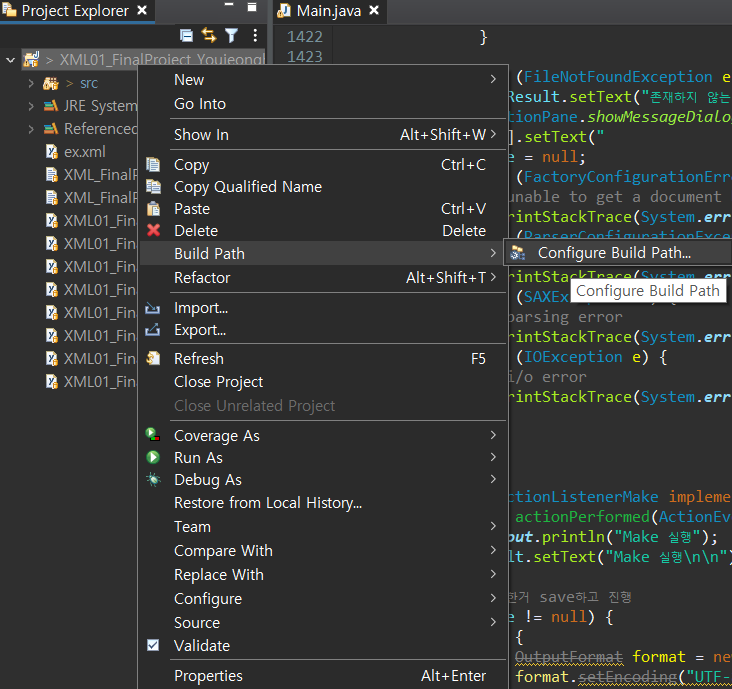 Project Explorer
Main.java
1422
}
1423
> XML01_FinalProject_Youjeong
> src
JRE System
Referenced
ex.xml
XML_FinalP
XML_FinalP
XML01_Fina
XML01_Fina
XML01_Fina
XML01_Fina
XML01_Fina
XML01_Fina
XML01_Fina
XML01_Fina
New
Go Into
Show In Alt+Shift+W
Copy Ctrl+C
Copy Qualified Name
Paste Ctrl+V
Delete Delete
Build Path
Refactor Alt+Shift+T
Import...
Export...
Refresh F5
Close Project
Close Unrelated Project
Coverage As
Run As
Debug As
Restore from Local History...
Team
Compare With
Replace With
Configure
Source
Validate
Properties Alt+Enter
Configure Build Path...
Configure Build Path
(FileNotFoundException e
Result.setText("존재하지 않는
tionPane.showMessageDialo
].setText("
e = null;
(FactoryConfigurationErr
unable to get a document
rintStackTrace(System.err
(ParserConfigurationExce
rintStackTrace(System.err
(SAXEx
parsing error
rintStackTrace(System.err
(IOException e) {
i/o error
rintStackTrace(System.err
ctionListenerMake impleme
actionPerformed(ActionEv
out.println("Make 실행");
lt.setText("Make 실행\n\n")
한거 save하고 진행
e != null) {
{
OutputFormat format = new
format.setEncoding("UTF-